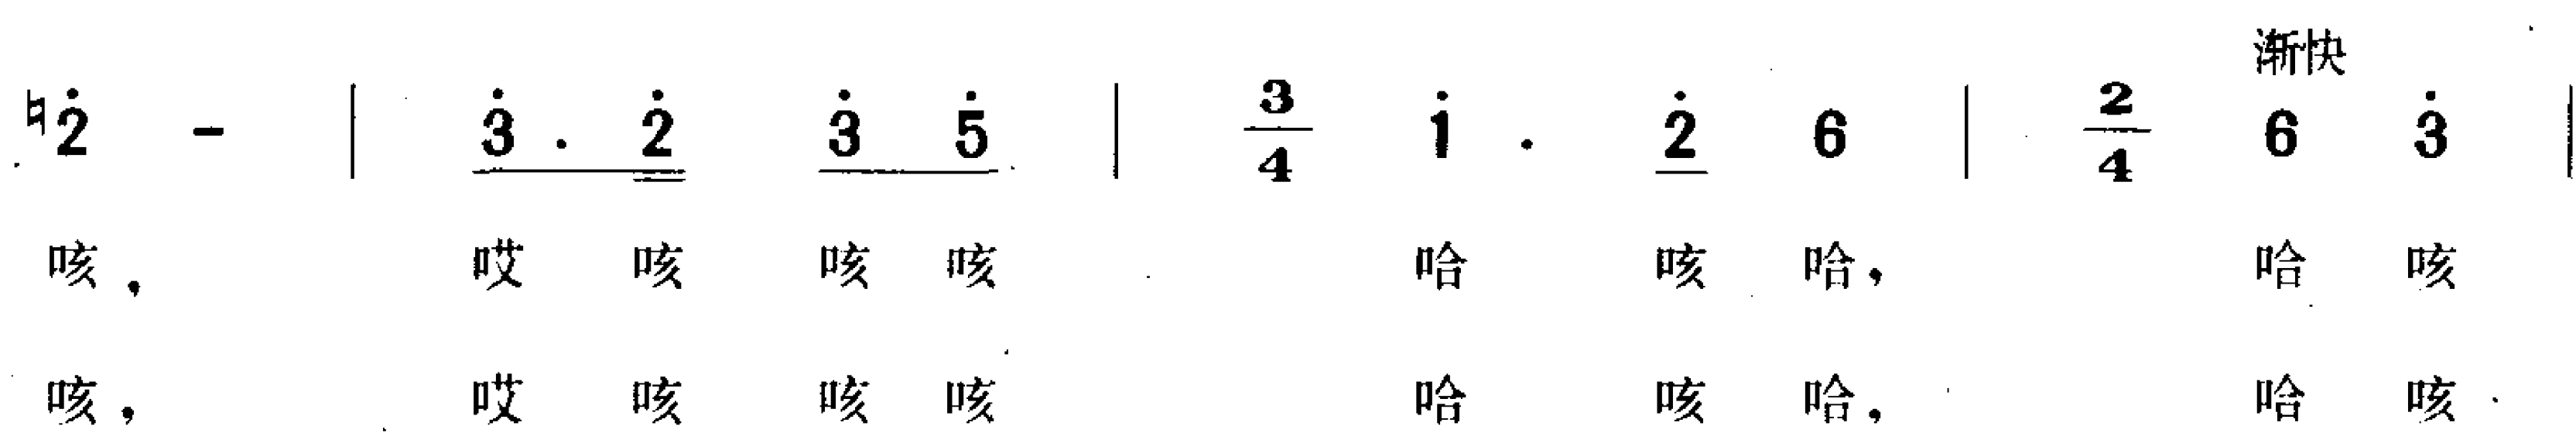 渐快
♮2̇ - | 3̇ . 2̇ 3̇ 5̇ | 3/4 1̇ . 2̇ 6 | 2/4 6 3̇ |
咳, 哎 咳 咳 咳 哈 咳 哈, 哈 咳
咳, 哎 咳 咳 咳 哈 咳 哈, 哈 咳